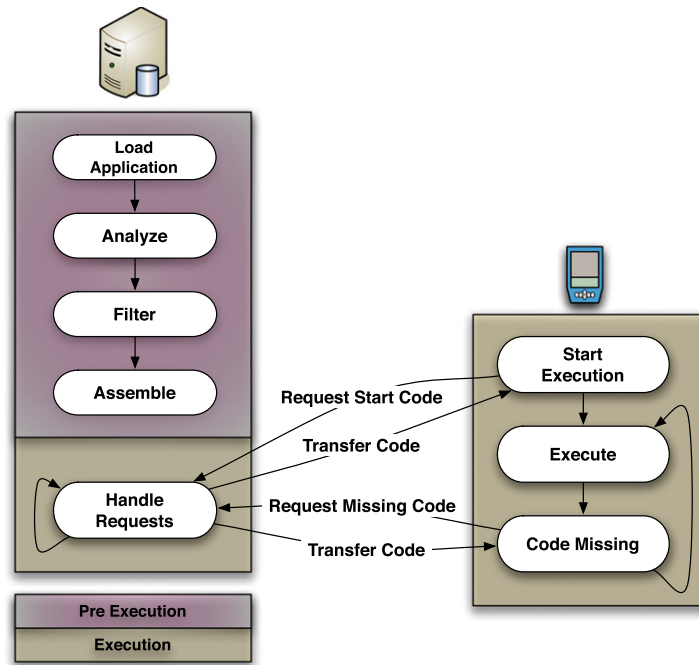 Load
Application
Analyze
Filter
Assemble
Handle
Requests
Request Start Code
Transfer Code
Request Missing Code
Transfer Code
Start
Execution
Execute
Code Missing
Pre Execution
Execution